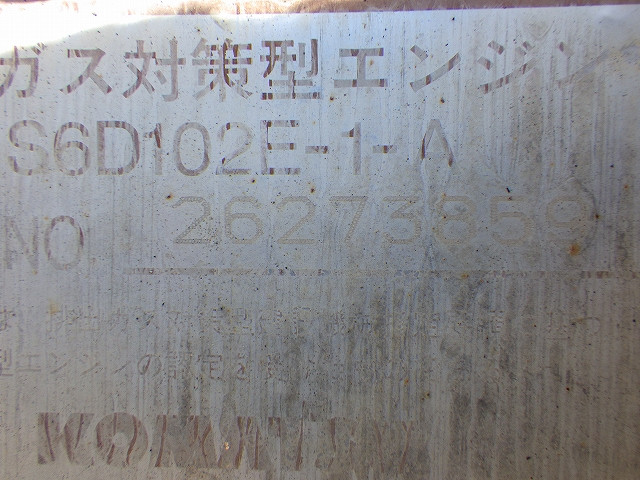 ガス対策型エンジン
S6D102E-1-A
NO. 26273859
型エンジンの認定を
KOMATSU